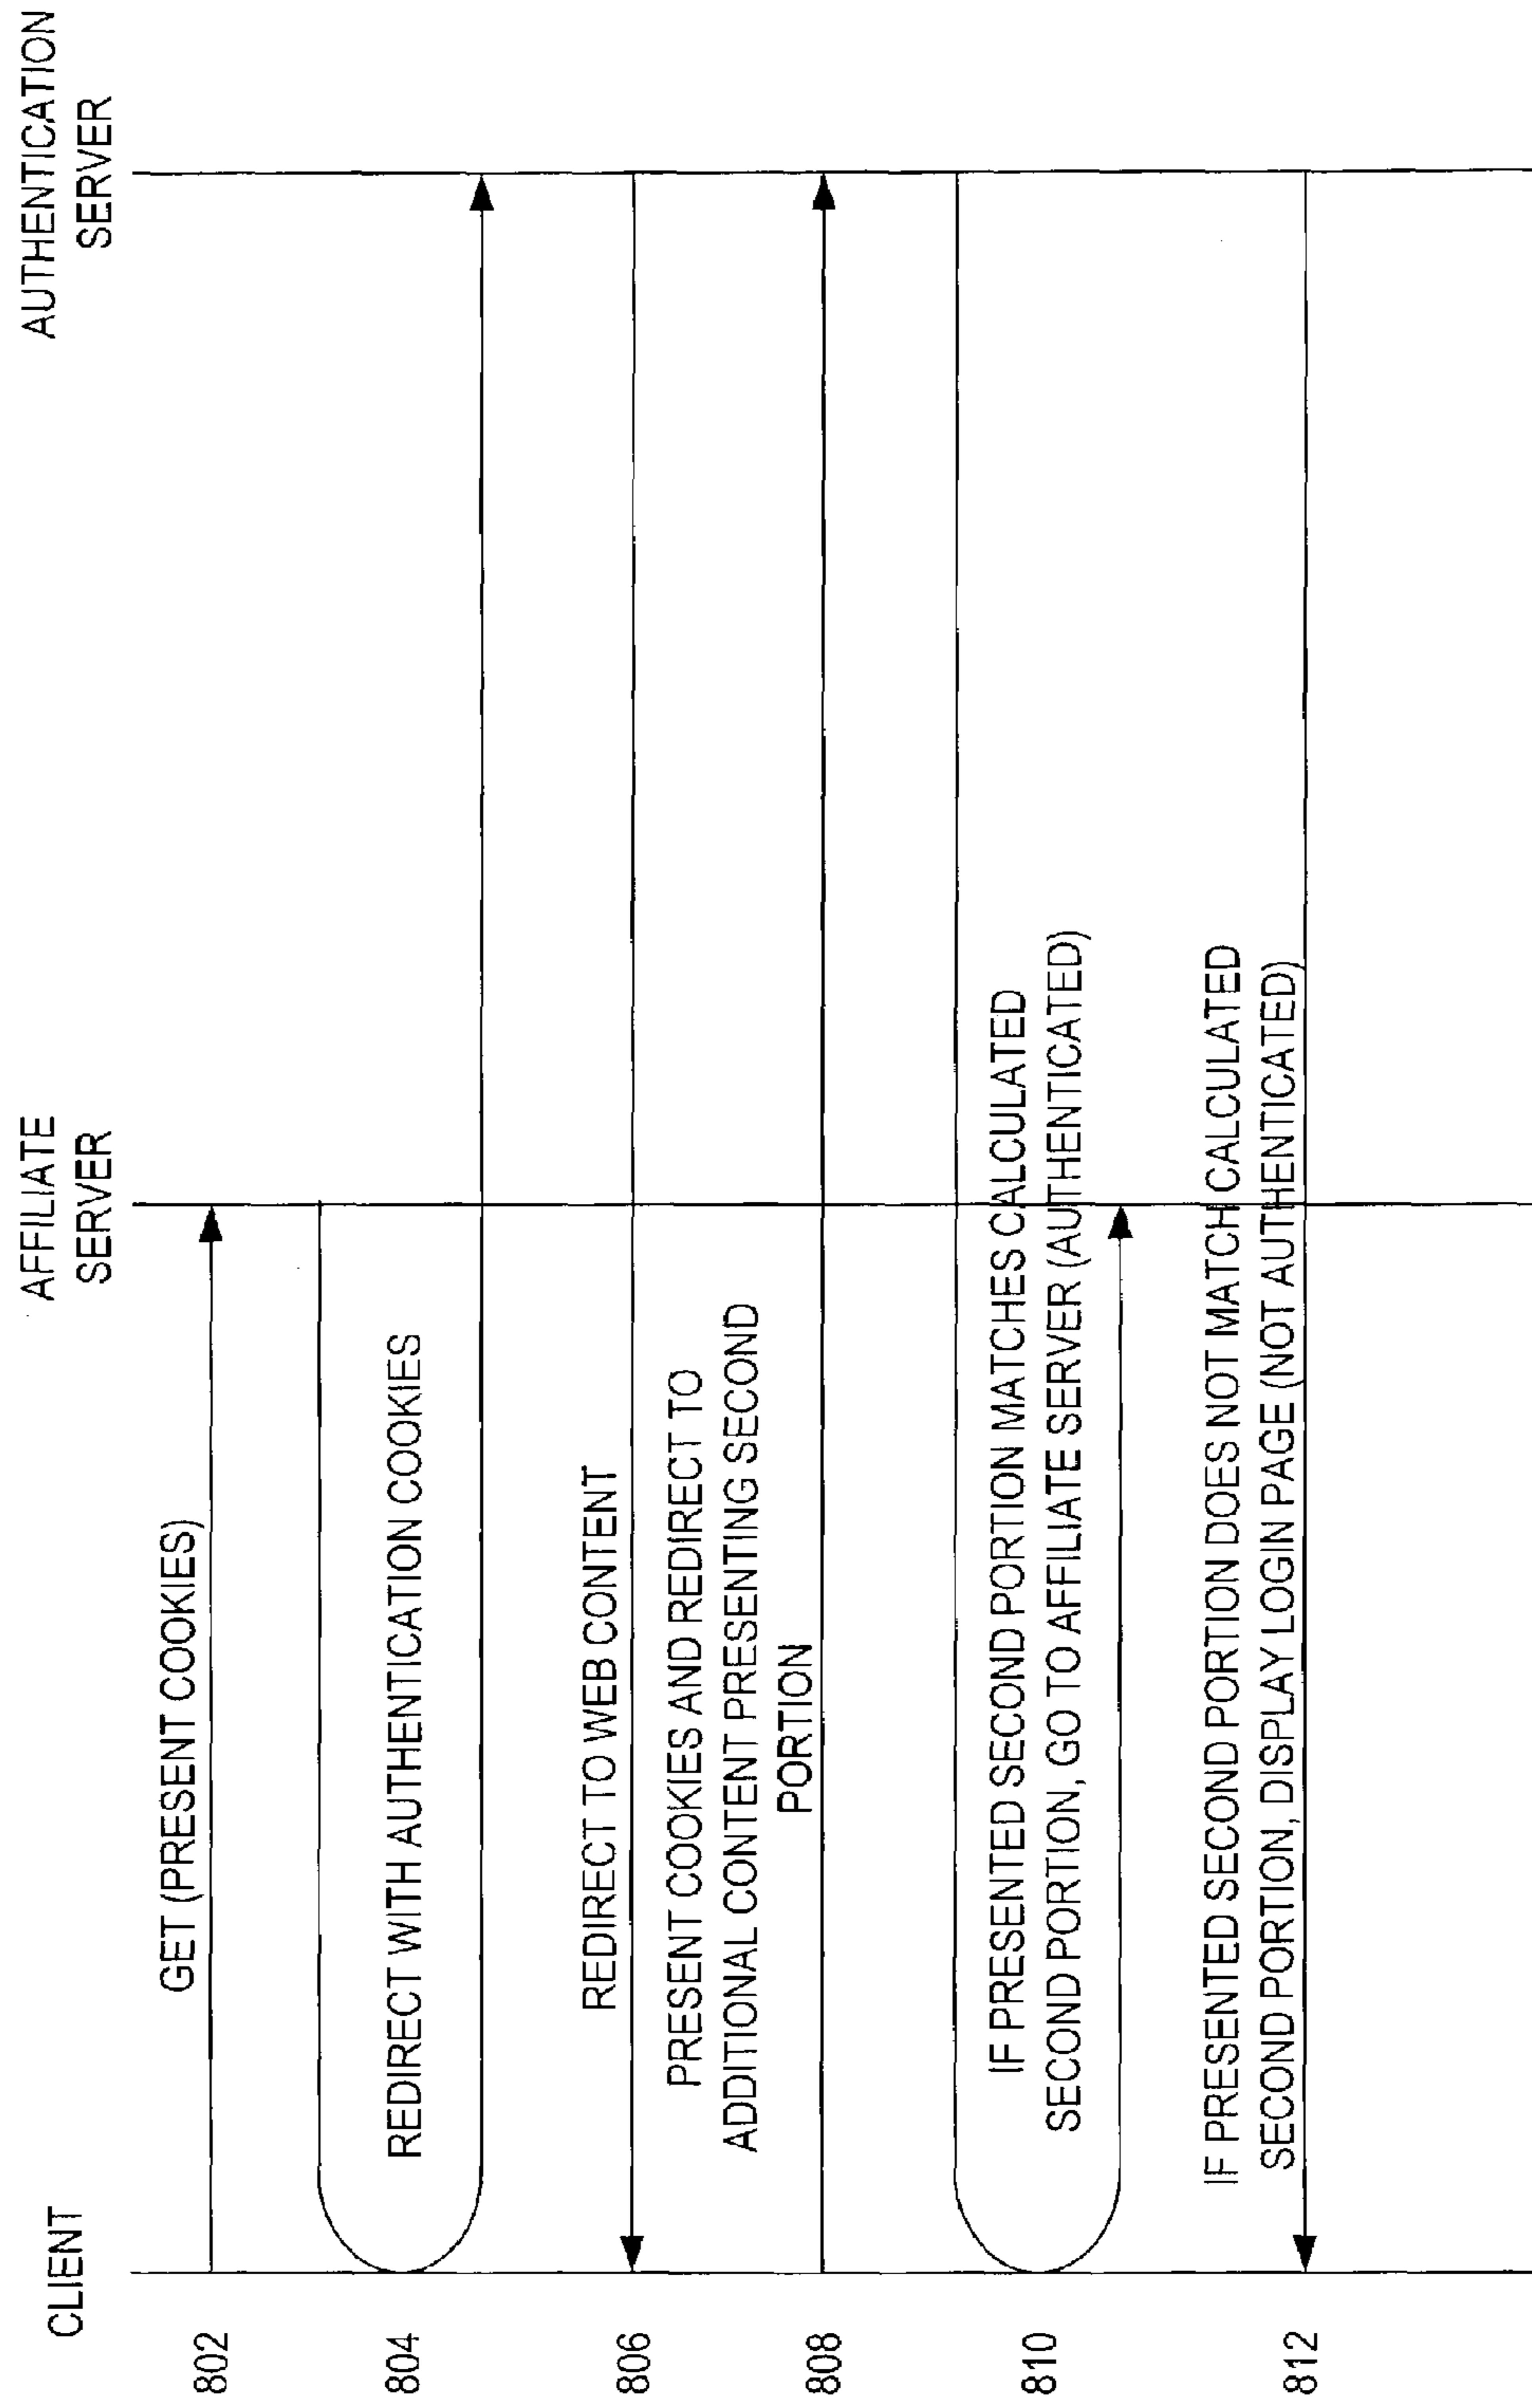 CLIENT
AFFILIATE
SERVER
AUTHENTICATION
SERVER
802
GET (PRESENT COOKIES)
804
REDIRECT WITH AUTHENTICATION COOKIES
806
REDIRECT TO WEB CONTENT
808
PRESENT COOKIES AND REDIRECT TO
ADDITIONAL CONTENT PRESENTING SECOND
PORTION
810
IF PRESENTED SECOND PORTION MATCHES CALCULATED
SECOND PORTION, GO TO AFFILIATE SERVER (AUTHENTICATED)
812
IF PRESENTED SECOND PORTION DOES NOT MATCH CALCULATED
SECOND PORTION, DISPLAY LOGIN PAGE (NOT AUTHENTICATED)